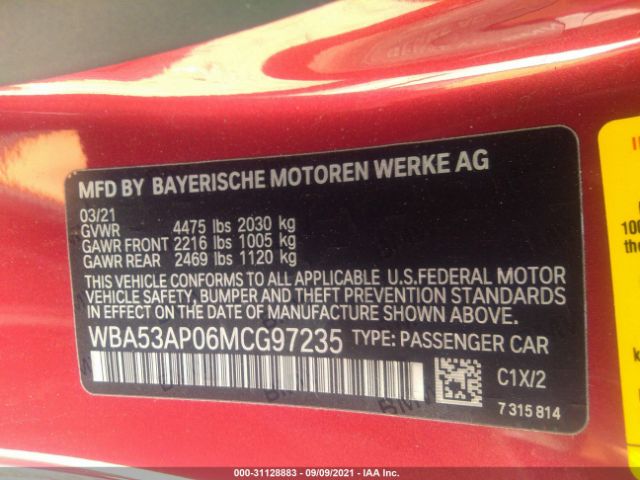 MFD BY BAYERISCHE MOTOREN WERKE AG
03/21
GVWR 4475 lbs 2030 kg
GAWR FRONT 2216 lbs 1005 kg
GAWR REAR 2469 lbs 1120 kg
THIS VEHICLE CONFORMS TO ALL APPLICABLE U.S.FEDERAL MOTOR
VEHICLE SAFETY, BUMPER AND THEFT PREVENTION STANDARDS
IN EFFECT ON THE DATE OF MANUFACTURE SHOWN ABOVE.
WBA53AP06MCG97235 TYPE: PASSENGER CAR
C1X/2
7 315 814
100
the
000-31128883 / 09/09/2021 - IAA Inc.